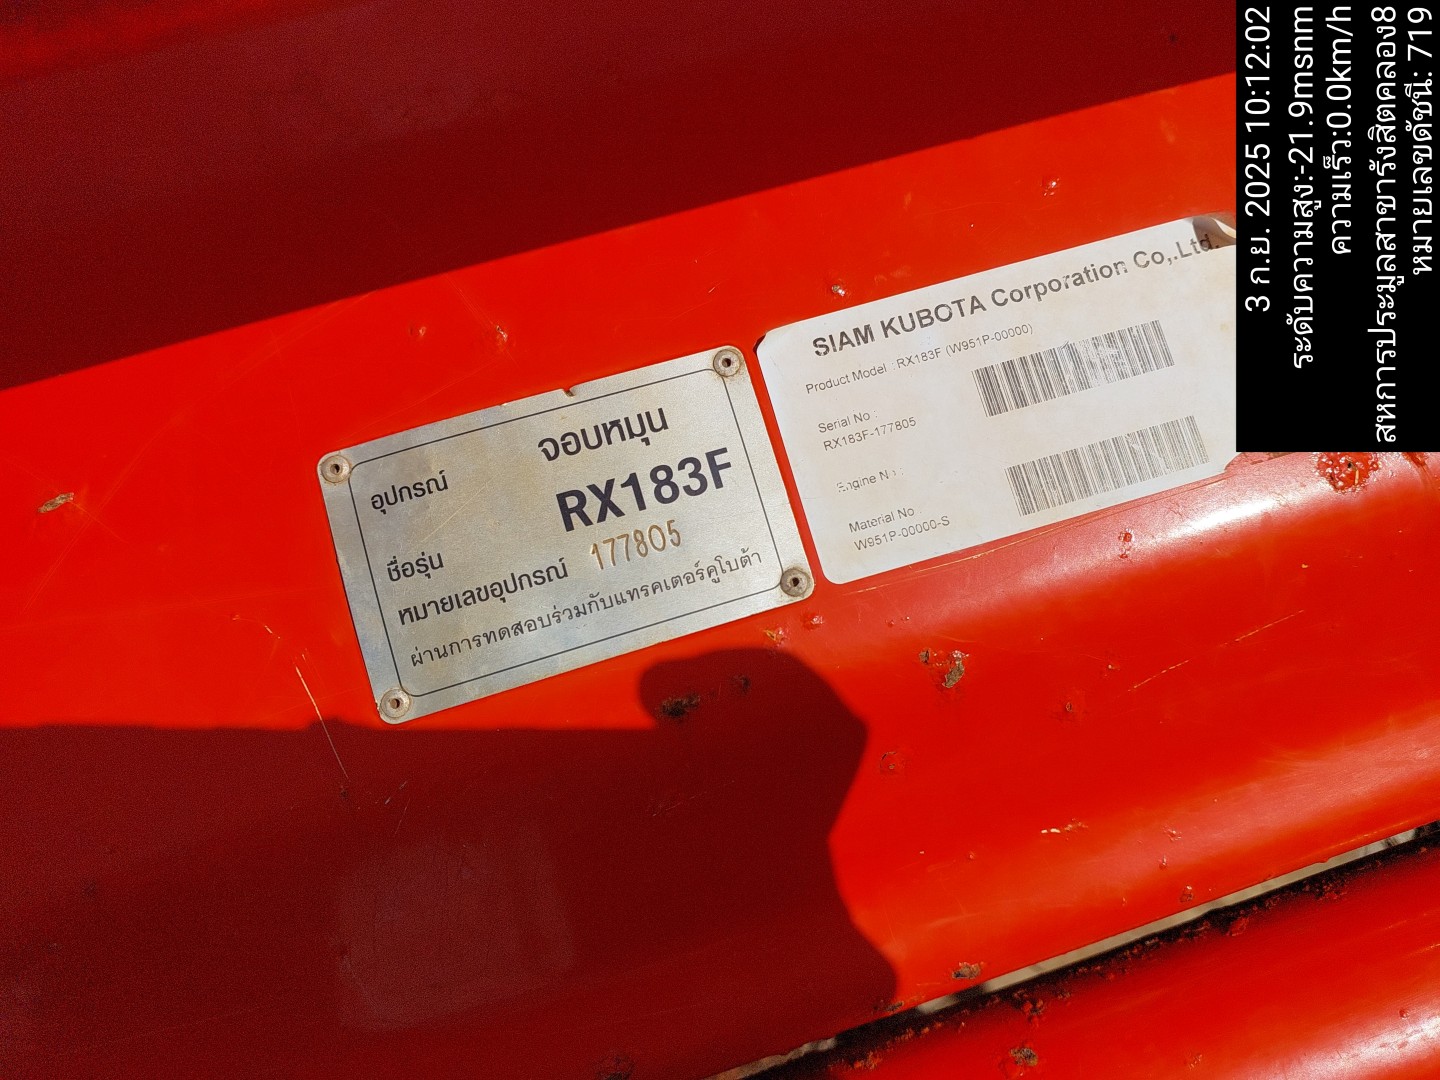 อุปกรณ์ จอบหมุน
ชื่อรุ่น RX183F
หมายเลขอุปกรณ์ 177805
ผ่านการทดสอบร่วมกับแทรคเตอร์คูโบต้า
SIAM KUBOTA Corporation Co,.Ltd.
Product Model : RX183F (W951P-00000)
Serial No :
RX183F-177805
Engine No :
Material No
W951P-00000-S
3 ก.ย. 2025 10:12:02
ระดับความสูง:-21.9msnm
ความเร็ว:0.0km/h
สหการประมูลสาขารังสิตคลอง8
หมายเลขดัชนี: 719